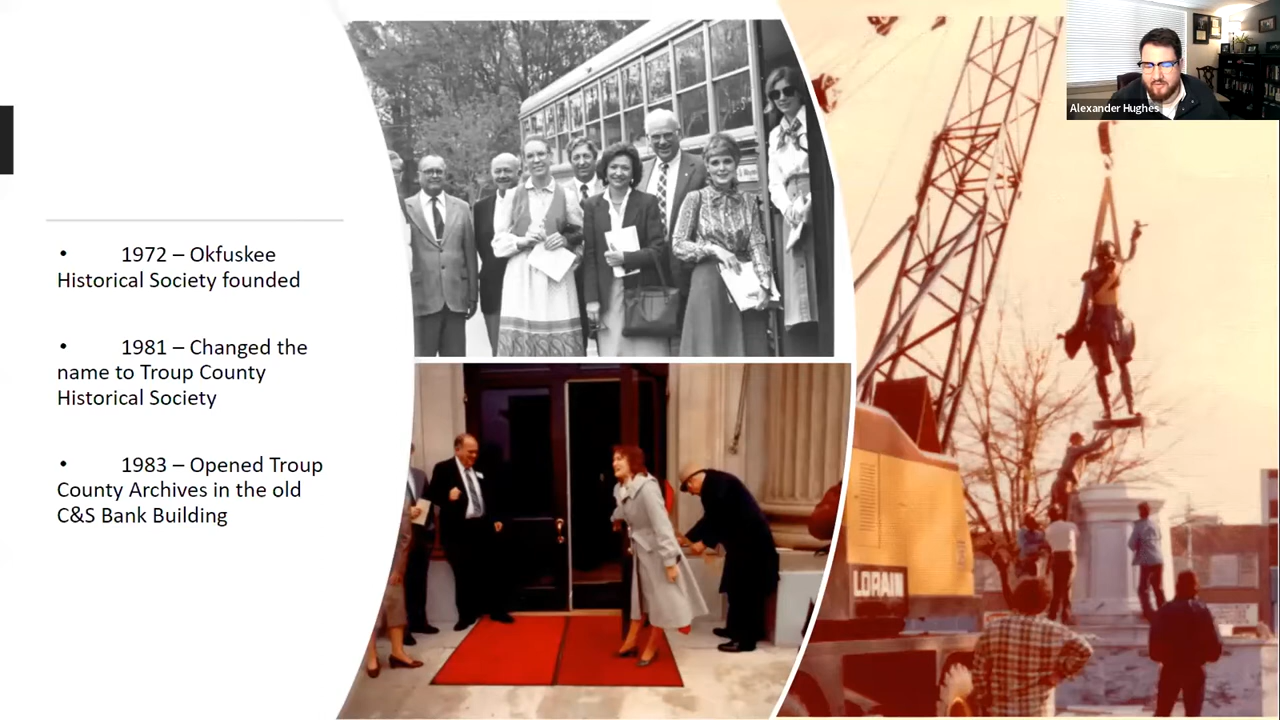 • 1972 – Okfuskee
Historical Society founded
• 1981 – Changed the
name to Troup County
Historical Society
• 1983 – Opened Troup
County Archives in the old
C&S Bank Building
Alexander Hughes
LORAIN